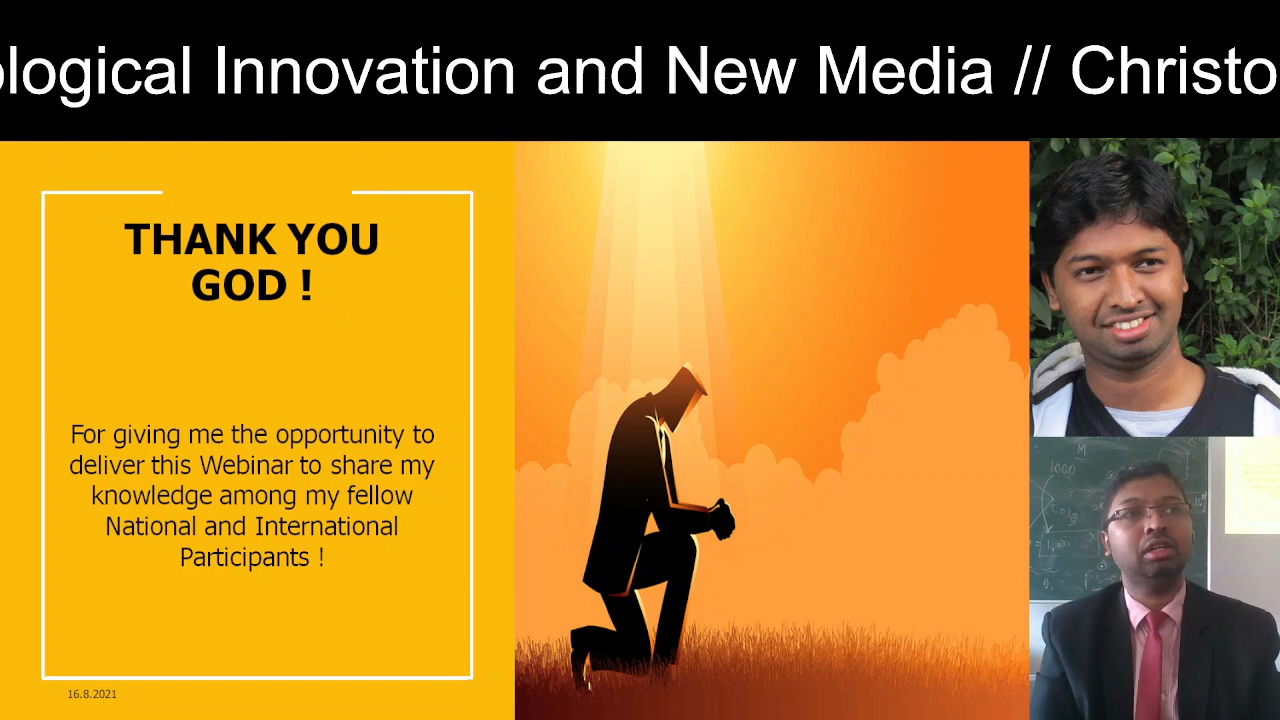 ological Innovation and New Media // Christo
THANK YOU
GOD !
For giving me the opportunity to
deliver this Webinar to share my
knowledge among my fellow
National and International
Participants !
16.8.2021
M
1000